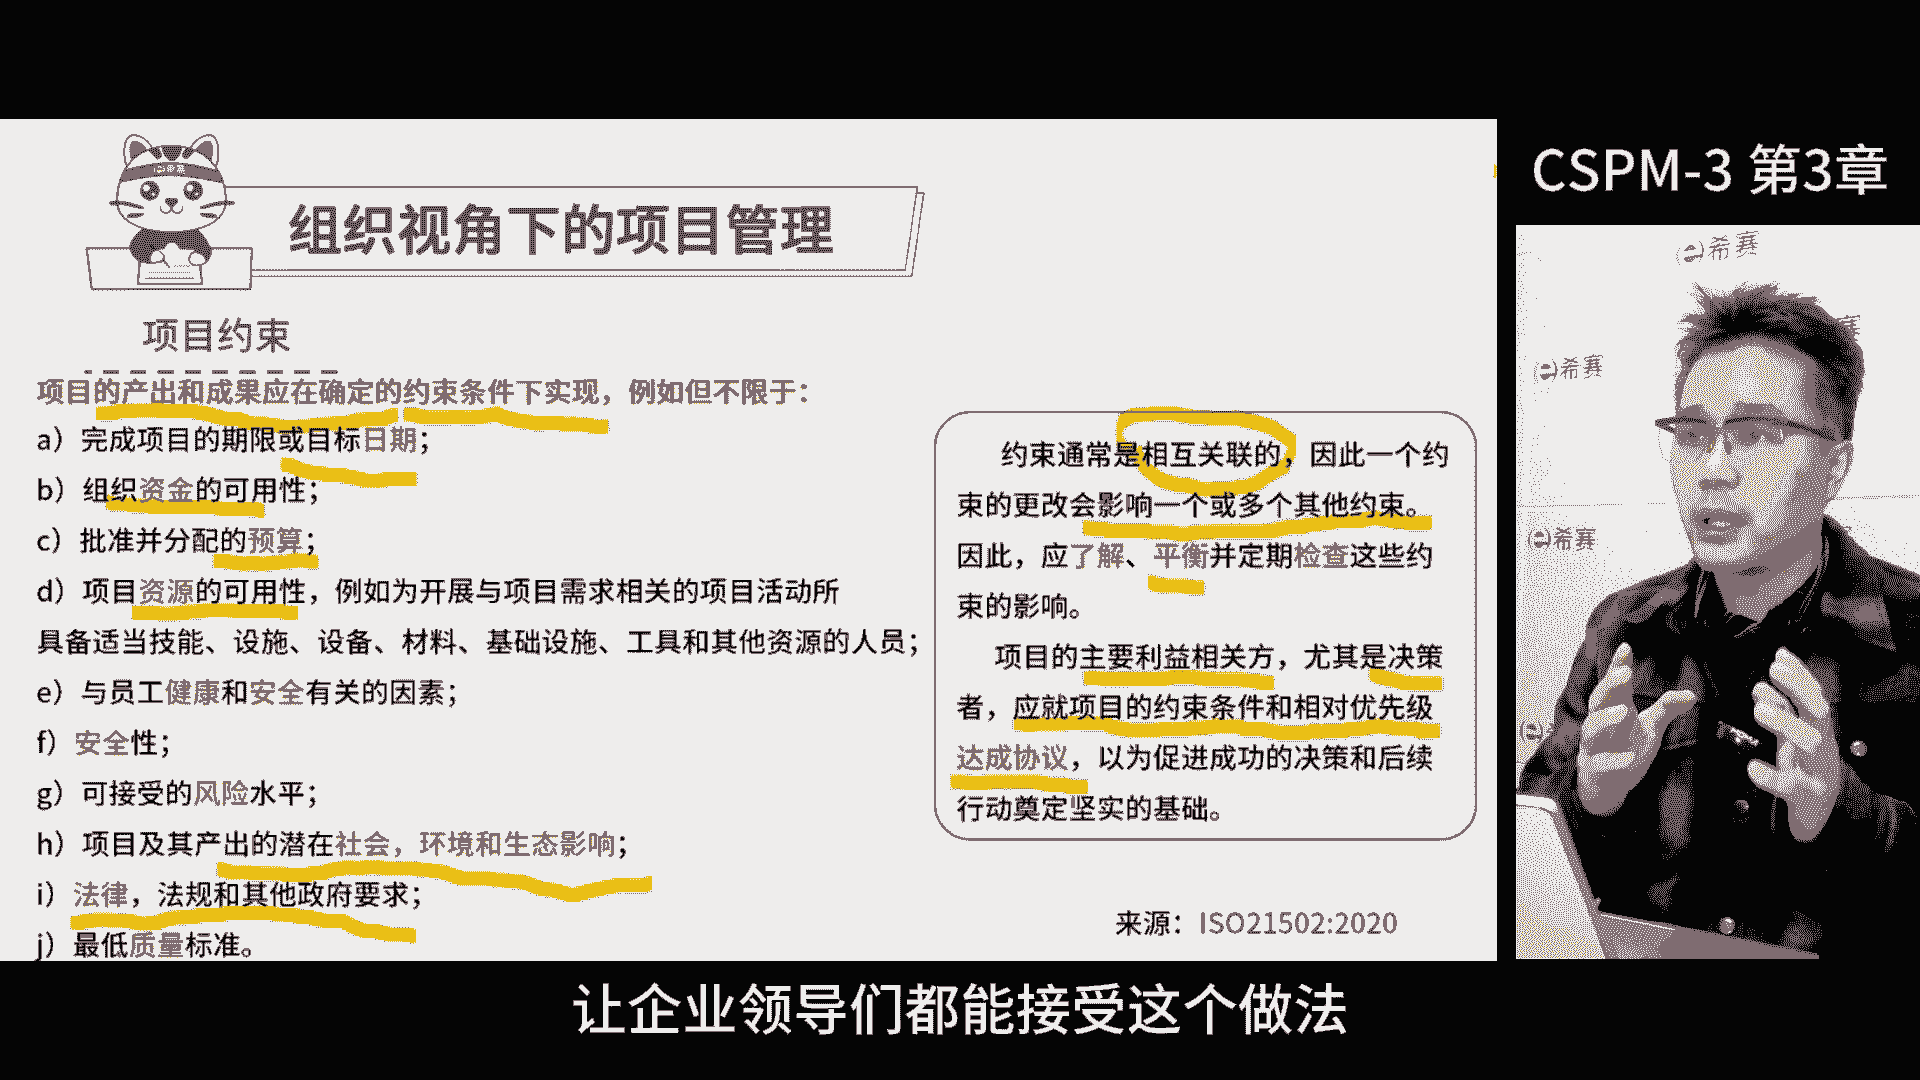 CSPM-3 第3章
组织视角下的项目管理
项目约束
项目的产出和成果应在确定的约束条件下实现，例如但不限于：
a）完成项目的期限或目标日期；
b）组织资金的可用性；
c）批准并分配的预算；
d）项目资源的可用性，例如为开展与项目需求相关的项目活动所
具备适当技能、设施、设备、材料、基础设施、工具和其他资源的人员；
e）与员工健康和安全有关的因素；
f）安全性；
g）可接受的风险水平；
h）项目及其产出的潜在社会，环境和生态影响；
i）法律，法规和其他政府要求；
j）最低质量标准。
约束通常是相互关联的，因此一个约
束的更改会影响一个或多个其他约束。
因此，应了解、平衡并定期检查这些约
束的影响。
项目的主要利益相关方，尤其是决策
者，应就项目的约束条件和相对优先级
达成协议，以为促进成功的决策和后续
行动奠定坚实的基础。
来源：ISO21502:2020
希赛
希赛
希赛
让企业领导们都能接受这个做法